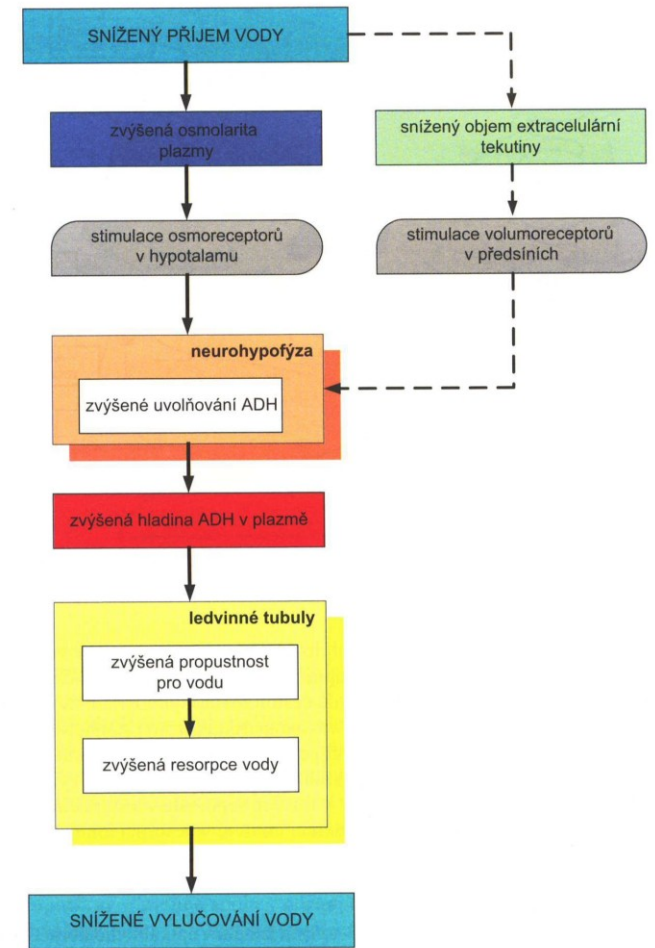 SNÍŽENÝ PŘÍJEM VODY
zvýšená osmolarita
plazmy
snížený objem extracelulární
tekutiny
stimulace osmoreceptorů
v hypotalamu
stimulace volumoreceptorů
v předsíních
neurohypofýza
zvýšené uvolňování ADH
zvýšená hladina ADH v plazmě
ledvinné tubuly
zvýšená propustnost
pro vodu
zvýšená resorpce vody
SNÍŽENÉ VYLUČOVÁNÍ VODY